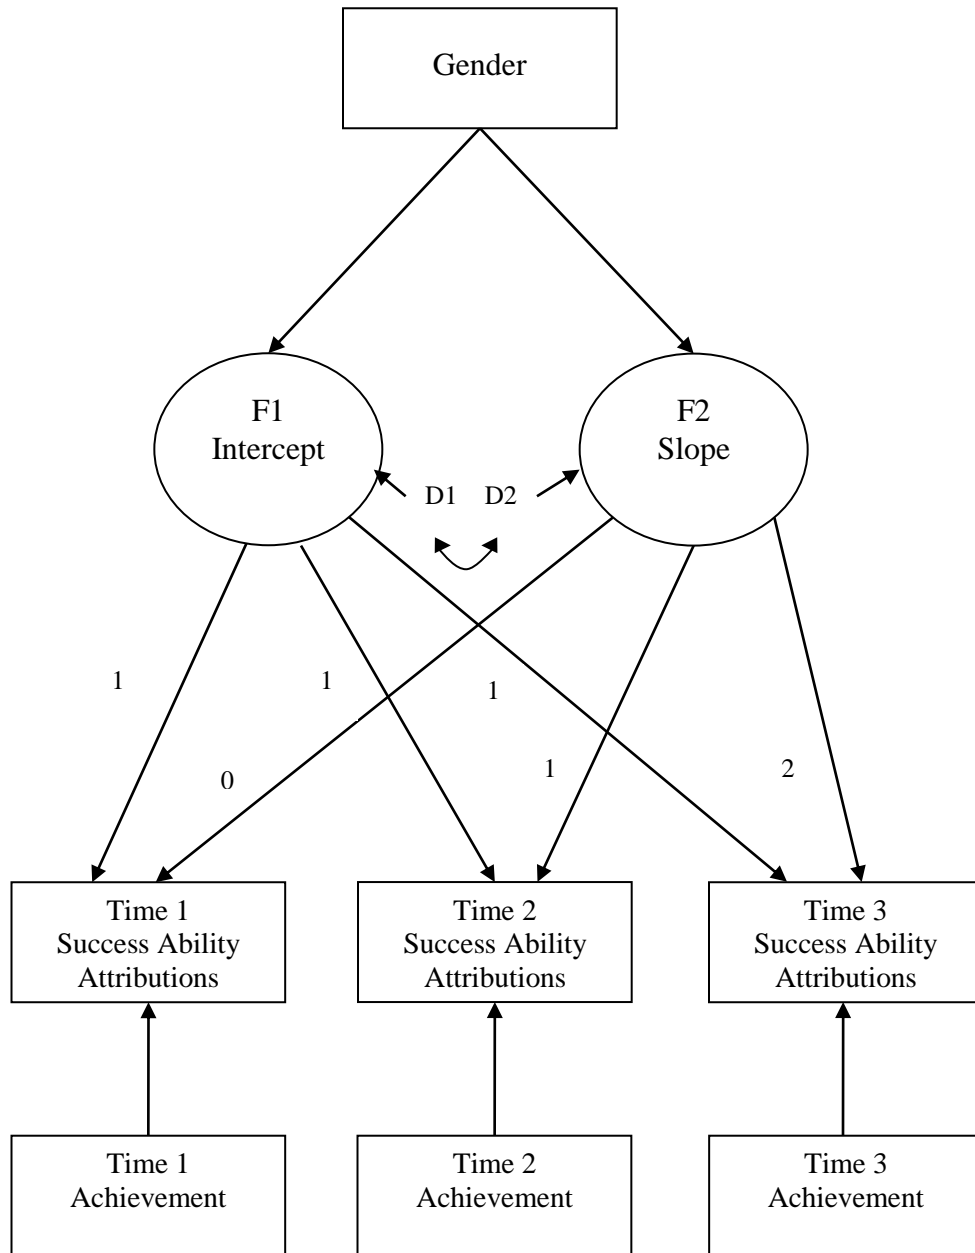 Gender
F1
Intercept
F2
Slope
D1 D2
1
1
1
0
1
2
Time 1
Success Ability
Attributions
Time 2
Success Ability
Attributions
Time 3
Success Ability
Attributions
Time 1
Achievement
Time 2
Achievement
Time 3
Achievement